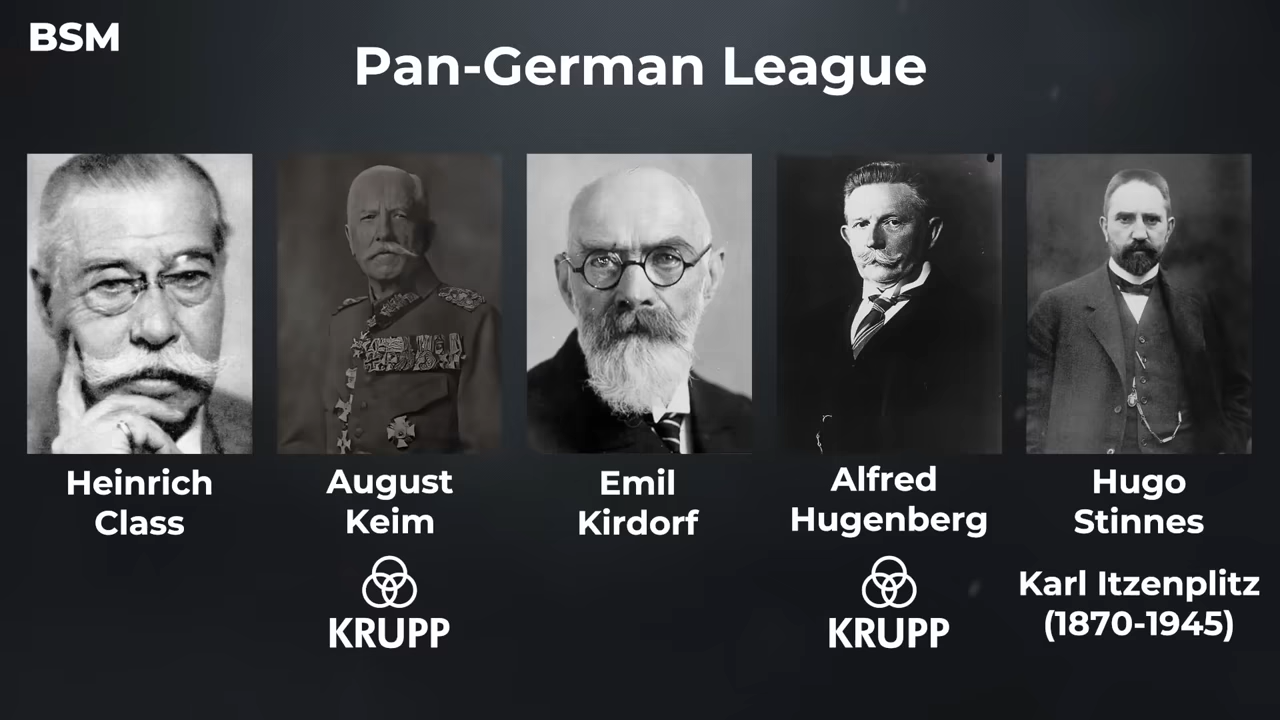 BSM
Pan-German League
Heinrich
Class
August
Keim
KRUPP
Emil
Kirdorf
Alfred
Hugenberg
KRUPP
Hugo
Stinnes
Karl Itzenplitz
(1870-1945)